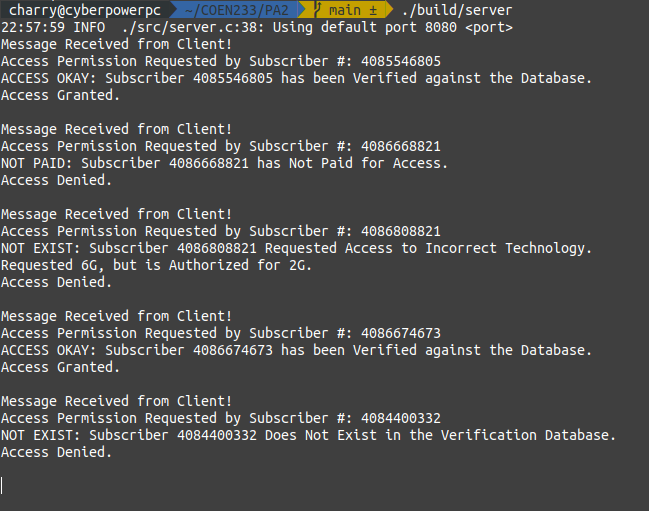 charry@cyberpowerpc ~/COEN233/PA2 main ± ./build/server
22:57:59 INFO ./src/server.c:38: Using default port 8080 <port>
Message Received from Client!
Access Permission Requested by Subscriber #: 4085546805
ACCESS OKAY: Subscriber 4085546805 has been Verified against the Database.
Access Granted.
Message Received from Client!
Access Permission Requested by Subscriber #: 4086668821
NOT PAID: Subscriber 4086668821 has Not Paid for Access.
Access Denied.
Message Received from Client!
Access Permission Requested by Subscriber #: 4086808821
NOT EXIST: Subscriber 4086808821 Requested Access to Incorrect Technology.
Requested 6G, but is Authorized for 2G.
Access Denied.
Message Received from Client!
Access Permission Requested by Subscriber #: 4086674673
ACCESS OKAY: Subscriber 4086674673 has been Verified against the Database.
Access Granted.
Message Received from Client!
Access Permission Requested by Subscriber #: 4084400332
NOT EXIST: Subscriber 4084400332 Does Not Exist in the Verification Database.
Access Denied.